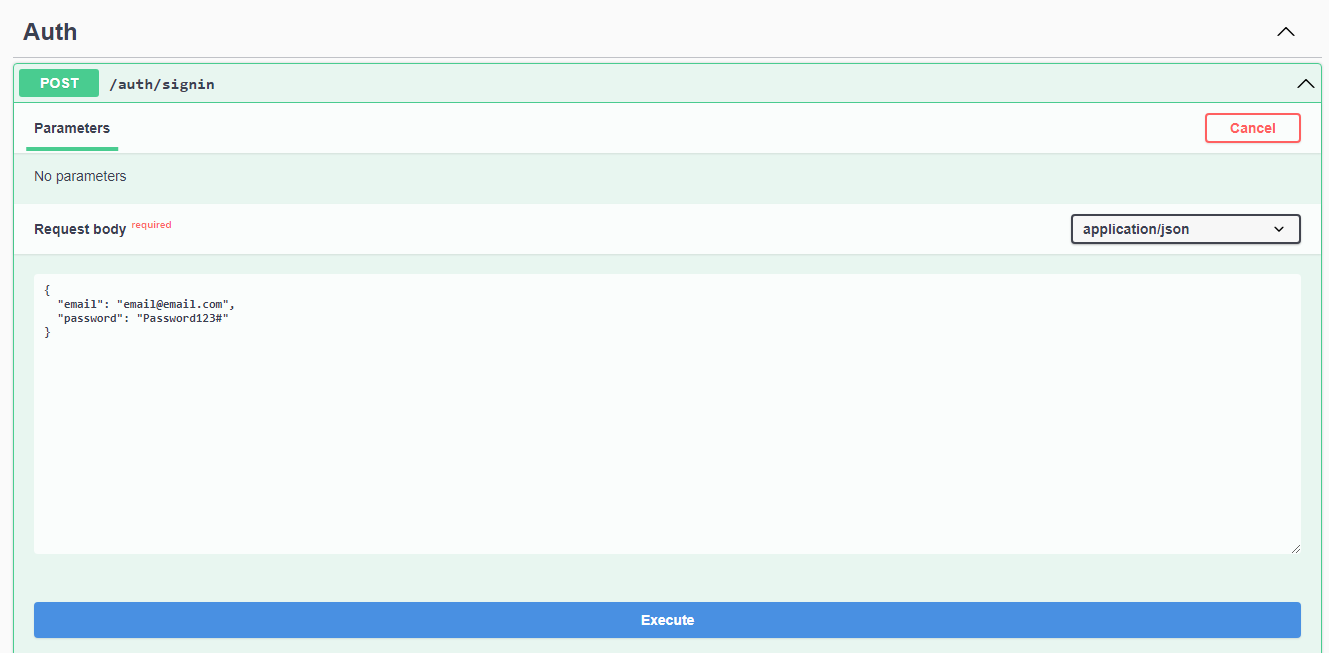 Auth
POST /auth/signin
Parameters
Cancel
No parameters
Request body required
application/json
{
  "email": "email@email.com",
  "password": "Password123#"
}
Execute